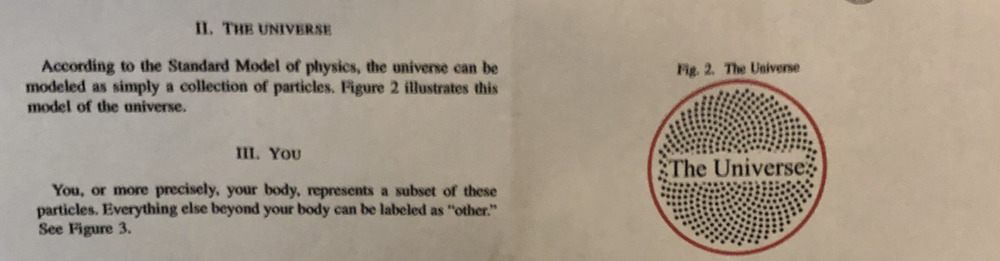 II. THE UNIVERSE
According to the Standard Model of physics, the universe can be
modeled as simply a collection of particles. Figure 2 illustrates this
model of the universe.
III. YOU
You, or more precisely, your body, represents a subset of these
particles. Everything else beyond your body can be labeled as "other."
See Figure 3.
Fig. 2. The Universe
The Universe